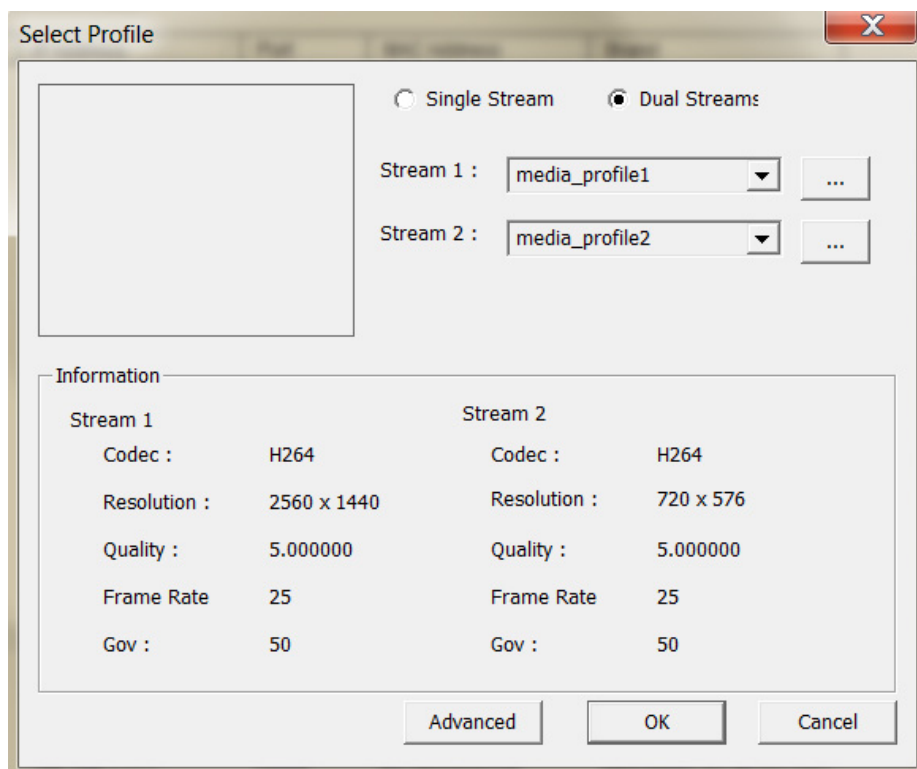 Select Profile
X
Single Stream
Dual Streams
Stream 1 :
media_profile1
...
Stream 2 :
media_profile2
...
Information
Stream 1
Codec :
H264
Resolution :
2560 x 1440
Quality :
5.000000
Frame Rate
25
Gov :
50
Stream 2
Codec :
H264
Resolution :
720 x 576
Quality :
5.000000
Frame Rate
25
Gov :
50
Advanced
OK
Cancel